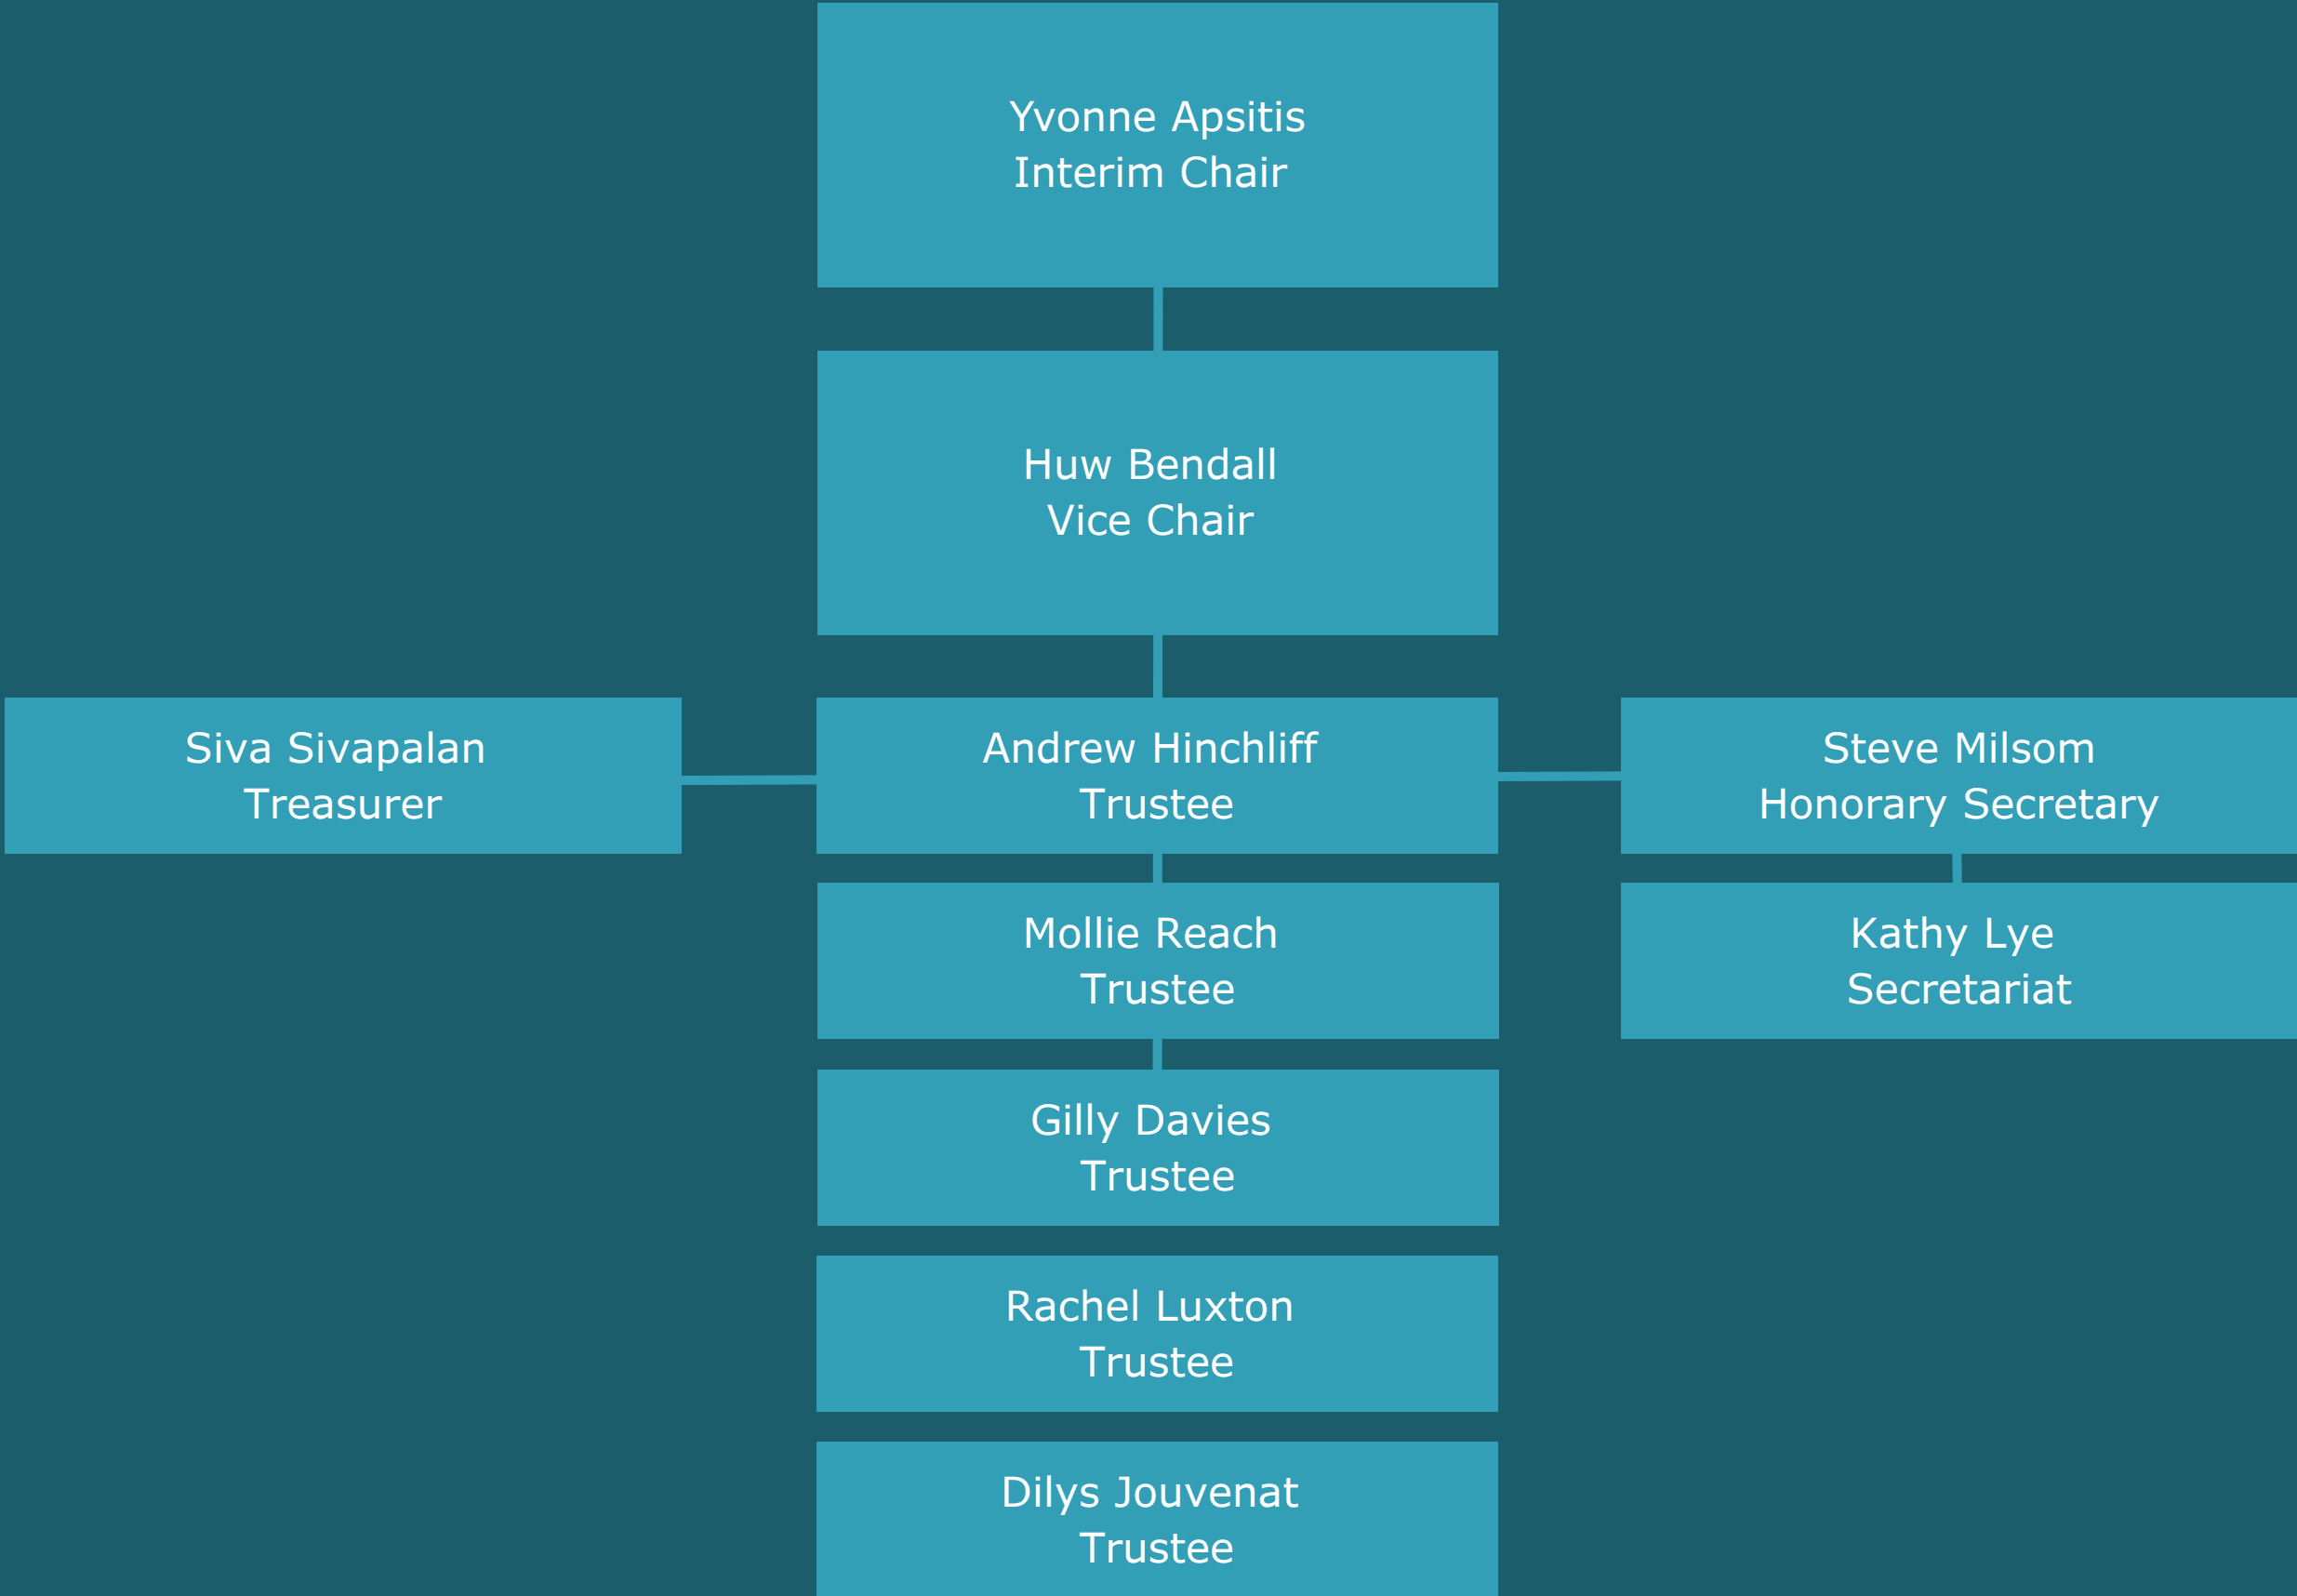 Yvonne Apsitis
Interim Chair
Huw Bendall
Vice Chair
Siva Sivapalan
Treasurer
Andrew Hinchliff
Trustee
Steve Milsom
Honorary Secretary
Mollie Reach
Trustee
Kathy Lye
Secretariat
Gilly Davies
Trustee
Rachel Luxton
Trustee
Dilys Jouvenat
Trustee